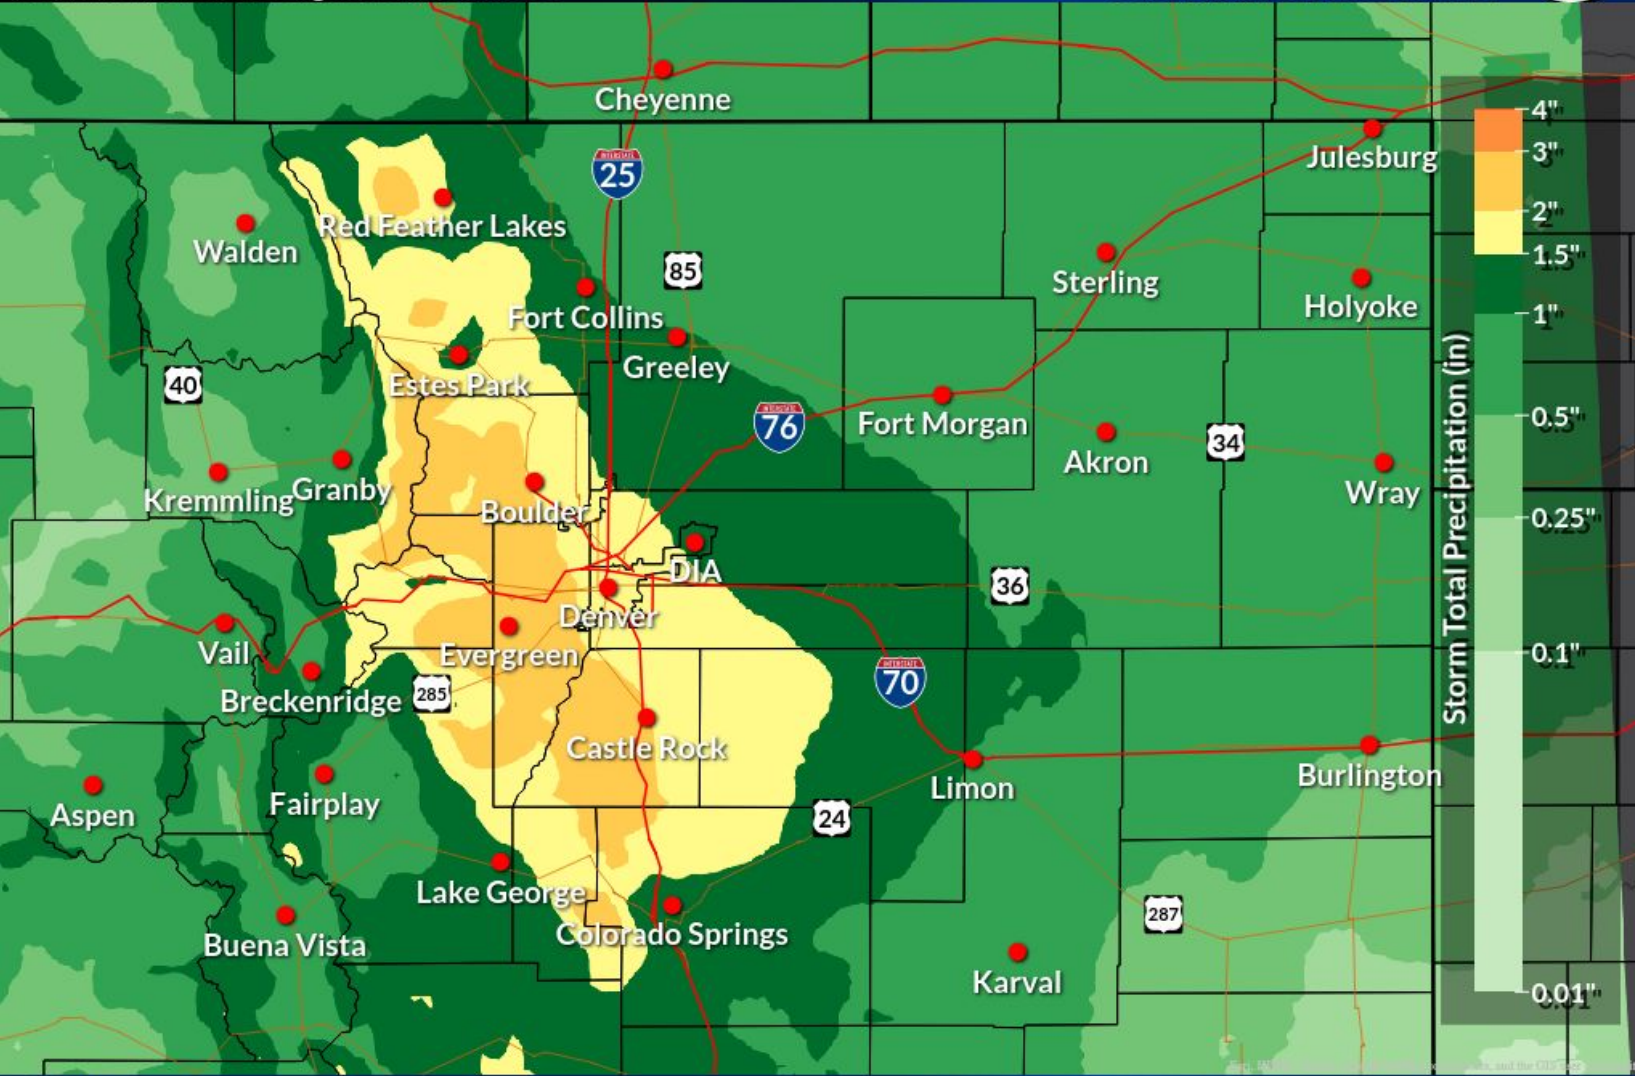 Cheyenne
4"
INTERSTATE
25
3"
Julesburg
Red Feather Lakes
2"
Walden
85
1.5"
Sterling
Holyoke
Fort Collins
1"
Greeley
40
Estes Park
INTERSTATE
76
Fort Morgan
0.5"
Akron
34
Kremmling
Granby
Wray
Boulder
0.25"
DIA
36
Denver
Vail
Evergreen
0.1"
Breckenridge
285
INTERSTATE
70
Storm Total Precipitation (in)
Castle Rock
Limon
Burlington
Aspen
Fairplay
24
Lake George
287
Buena Vista
Colorado Springs
Karval
0.01"